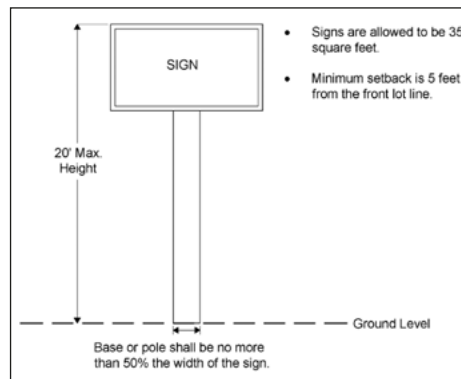 • Signs are allowed to be 35
square feet.
• Minimum setback is 5 feet
from the front lot line.
SIGN
20' Max.
Height
Ground Level
Base or pole shall be no more
than 50% the width of the sign.